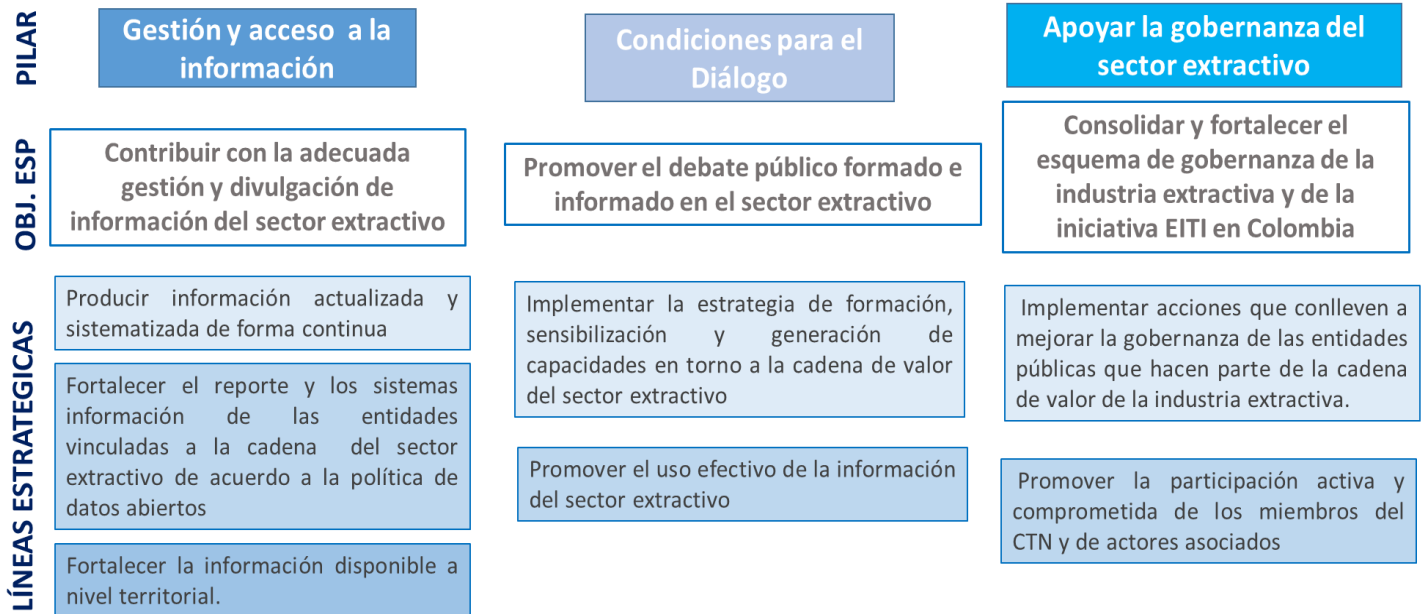 PILAR
Gestión y acceso a la
información
Condiciones para el
Diálogo
Apoyar la gobernanza del
sector extractivo
OBJ. ESP
Contribuir con la adecuada
gestión y divulgación de
información del sector extractivo
Promover el debate público formado e
informado en el sector extractivo
Consolidar y fortalecer el
esquema de gobernanza de la
industria extractiva y de la
iniciativa EITI en Colombia
LÍNEAS ESTRATEGICAS
Producir información actualizada y
sistematizada de forma continua
Fortalecer el reporte y los sistemas
información de las entidades
vinculadas a la cadena del sector
extractivo de acuerdo a la política de
datos abiertos
Fortalecer la información disponible a
nivel territorial.
Implementar la estrategia de formación,
sensibilización y generación de
capacidades en torno a la cadena de valor
del sector extractivo
Promover el uso efectivo de la información
del sector extractivo
Implementar acciones que conlleven a
mejorar la gobernanza de las entidades
públicas que hacen parte de la cadena
de valor de la industria extractiva.
Promover la participación activa y
comprometida de los miembros del
CTN y de actores asociados